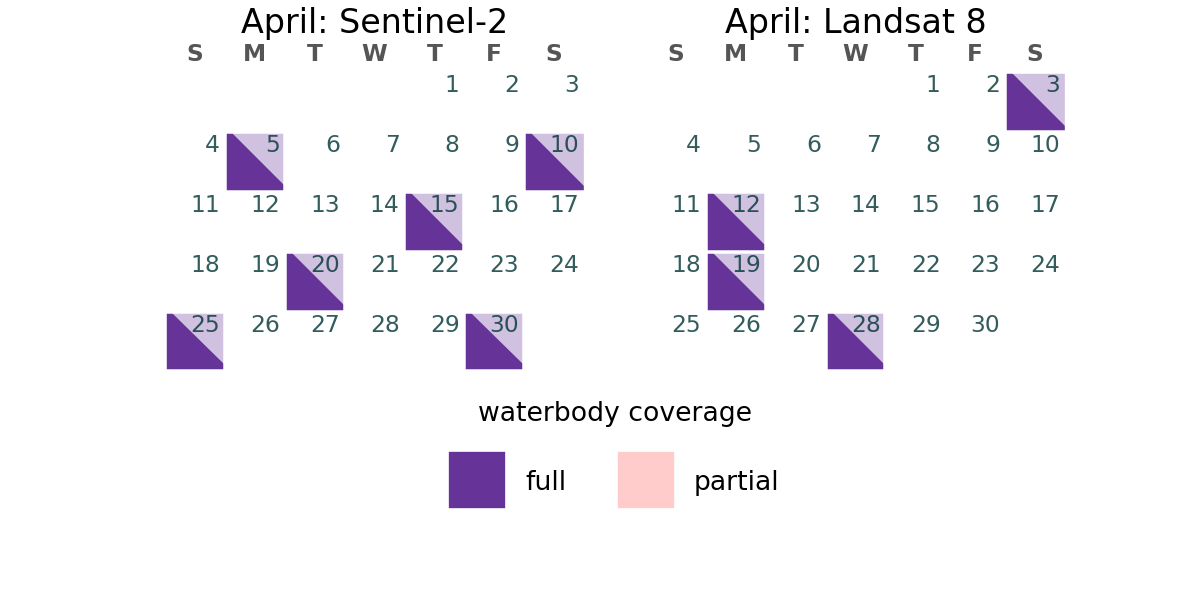 April: Sentinel-2
S M T W T F S
1 2 3
4 5 6 7 8 9 10
11 12 13 14 15 16 17
18 19 20 21 22 23 24
25 26 27 28 29 30
April: Landsat 8
S M T W T F S
1 2 3
4 5 6 7 8 9 10
11 12 13 14 15 16 17
18 19 20 21 22 23 24
25 26 27 28 29 30
waterbody coverage
full
partial